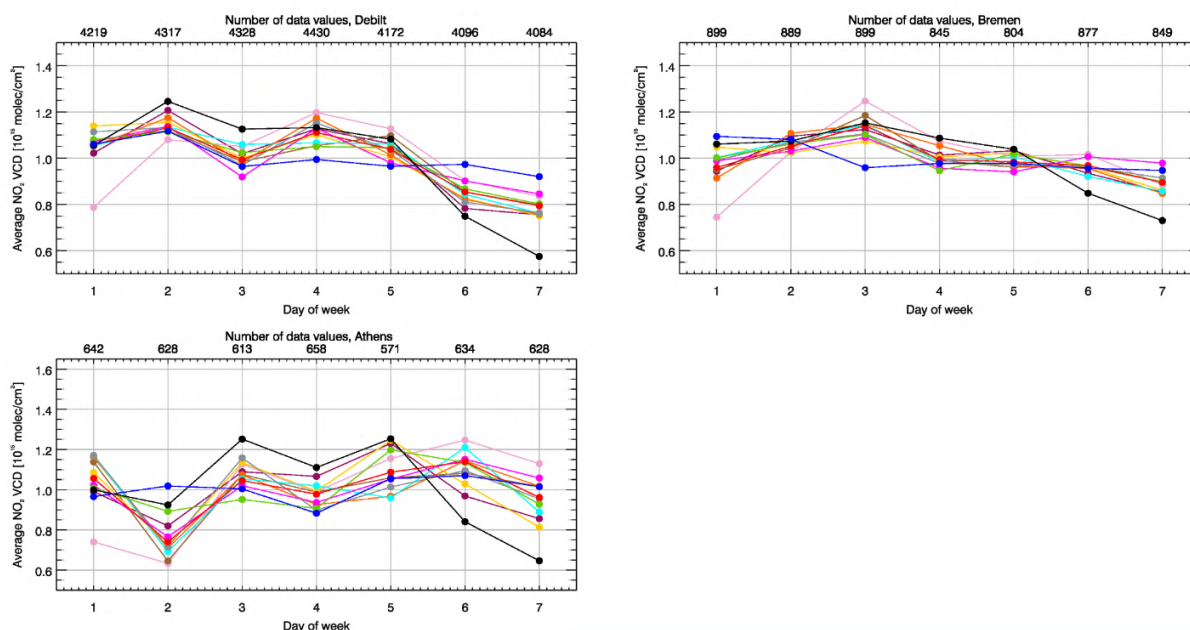 Number of data values, Debilt
4219 4317 4328 4430 4172 4096 4084
1.4
1.2
1.0
0.8
0.6
Average NOx VCD [10¹⁵ molec/cm²]
1 2 3 4 5 6 7
Day of week
Number of data values, Bremen
899 889 899 845 804 877 849
1.4
1.2
1.0
0.8
0.6
Average NOx VCD [10¹⁵ molec/cm²]
1 2 3 4 5 6 7
Day of week
Number of data values, Athens
642 628 613 658 571 634 628
1.6
1.4
1.2
1.0
0.8
0.6
Average NOx VCD [10¹⁵ molec/cm²]
1 2 3 4 5 6 7
Day of week